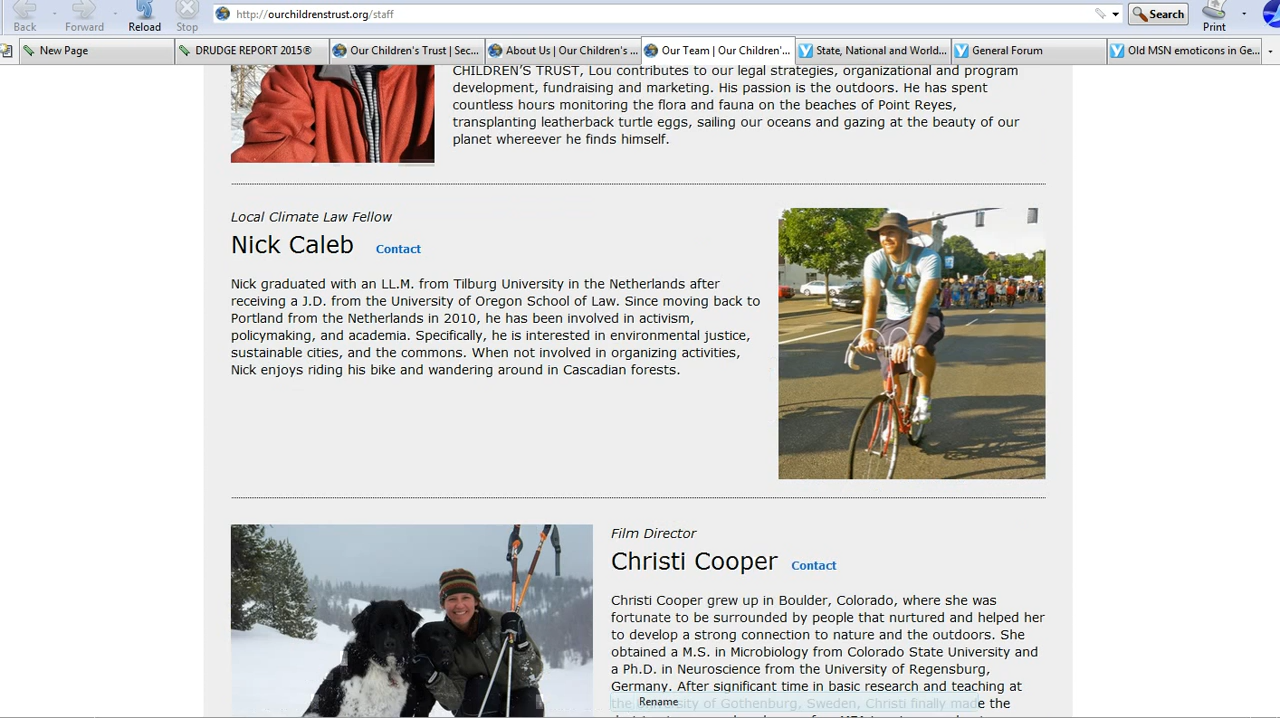 Back
Forward
Reload
Stop
http://ourchildrenstrust.org/staff
Search
Print
New Page
DRUDGE REPORT 2015®
Our Children's Trust | Sec...
About Us | Our Children's ...
Our Team | Our Children'...
State, National and World...
General Forum
Old MSN emoticons in Ge...
CHILDREN'S TRUST, Lou contributes to our legal strategies, organizational and program
development, fundraising and marketing. His passion is the outdoors. He has spent
countless hours monitoring the flora and fauna on the beaches of Point Reyes,
transplanting leatherback turtle eggs, sailing our oceans and gazing at the beauty of our
planet whereever he finds himself.
Local Climate Law Fellow
Nick Caleb Contact
Nick graduated with an LL.M. from Tilburg University in the Netherlands after
receiving a J.D. from the University of Oregon School of Law. Since moving back to
Portland from the Netherlands in 2010, he has been involved in activism,
policymaking, and academia. Specifically, he is interested in environmental justice,
sustainable cities, and the commons. When not involved in organizing activities,
Nick enjoys riding his bike and wandering around in Cascadian forests.
Film Director
Christi Cooper Contact
Christi Cooper grew up in Boulder, Colorado, where she was
fortunate to be surrounded by people that nurtured and helped her
to develop a strong connection to nature and the outdoors. She
obtained a M.S. in Microbiology from Colorado State University and
a Ph.D. in Neuroscience from the University of Regensburg,
Germany. After significant time in basic research and teaching at
Rename
the University of Gothenburg, Sweden, Christi finally made the